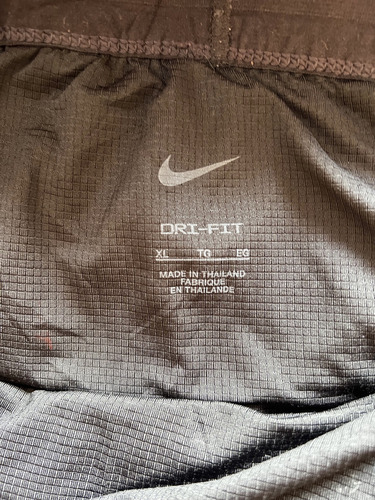 DRI-FIT
XL TG EG
MADE IN THAILAND
FABRIQUE
EN THAILANDE